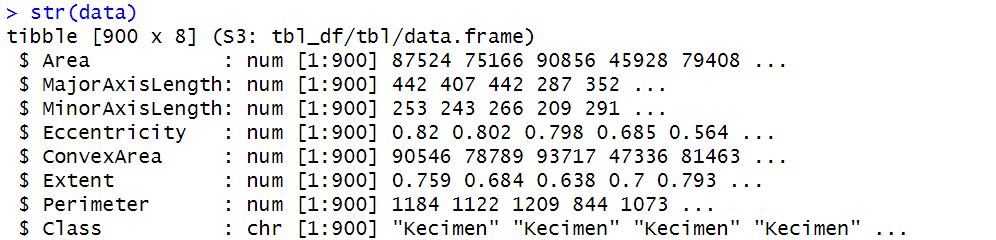 > str(data)
tibble [900 x 8] (S3: tbl_df/tbl/data.frame)
 $ Area           : num [1:900] 87524 75166 90856 45928 79408 ...
 $ MajorAxisLength: num [1:900] 442 407 442 287 352 ...
 $ MinorAxisLength: num [1:900] 253 243 266 209 291 ...
 $ Eccentricity   : num [1:900] 0.82 0.802 0.798 0.685 0.564 ...
 $ ConvexArea     : num [1:900] 90546 78789 93717 47336 81463 ...
 $ Extent         : num [1:900] 0.759 0.684 0.638 0.7 0.793 ...
 $ Perimeter      : num [1:900] 1184 1122 1209 844 1073 ...
 $ Class          : chr [1:900] "Kecimen" "Kecimen" "Kecimen" "Kecimen" ...